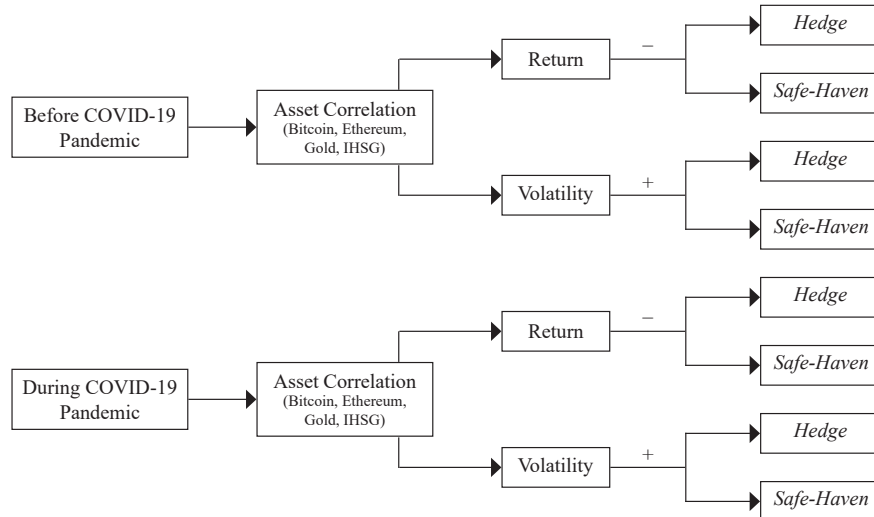 Hedge
Return
−
Safe-Haven
Before COVID-19
Pandemic
Asset Correlation
(Bitcoin, Ethereum,
Gold, IHSG)
Hedge
Volatility
+
Safe-Haven
Hedge
Return
−
Safe-Haven
During COVID-19
Pandemic
Asset Correlation
(Bitcoin, Ethereum,
Gold, IHSG)
Hedge
Volatility
+
Safe-Haven